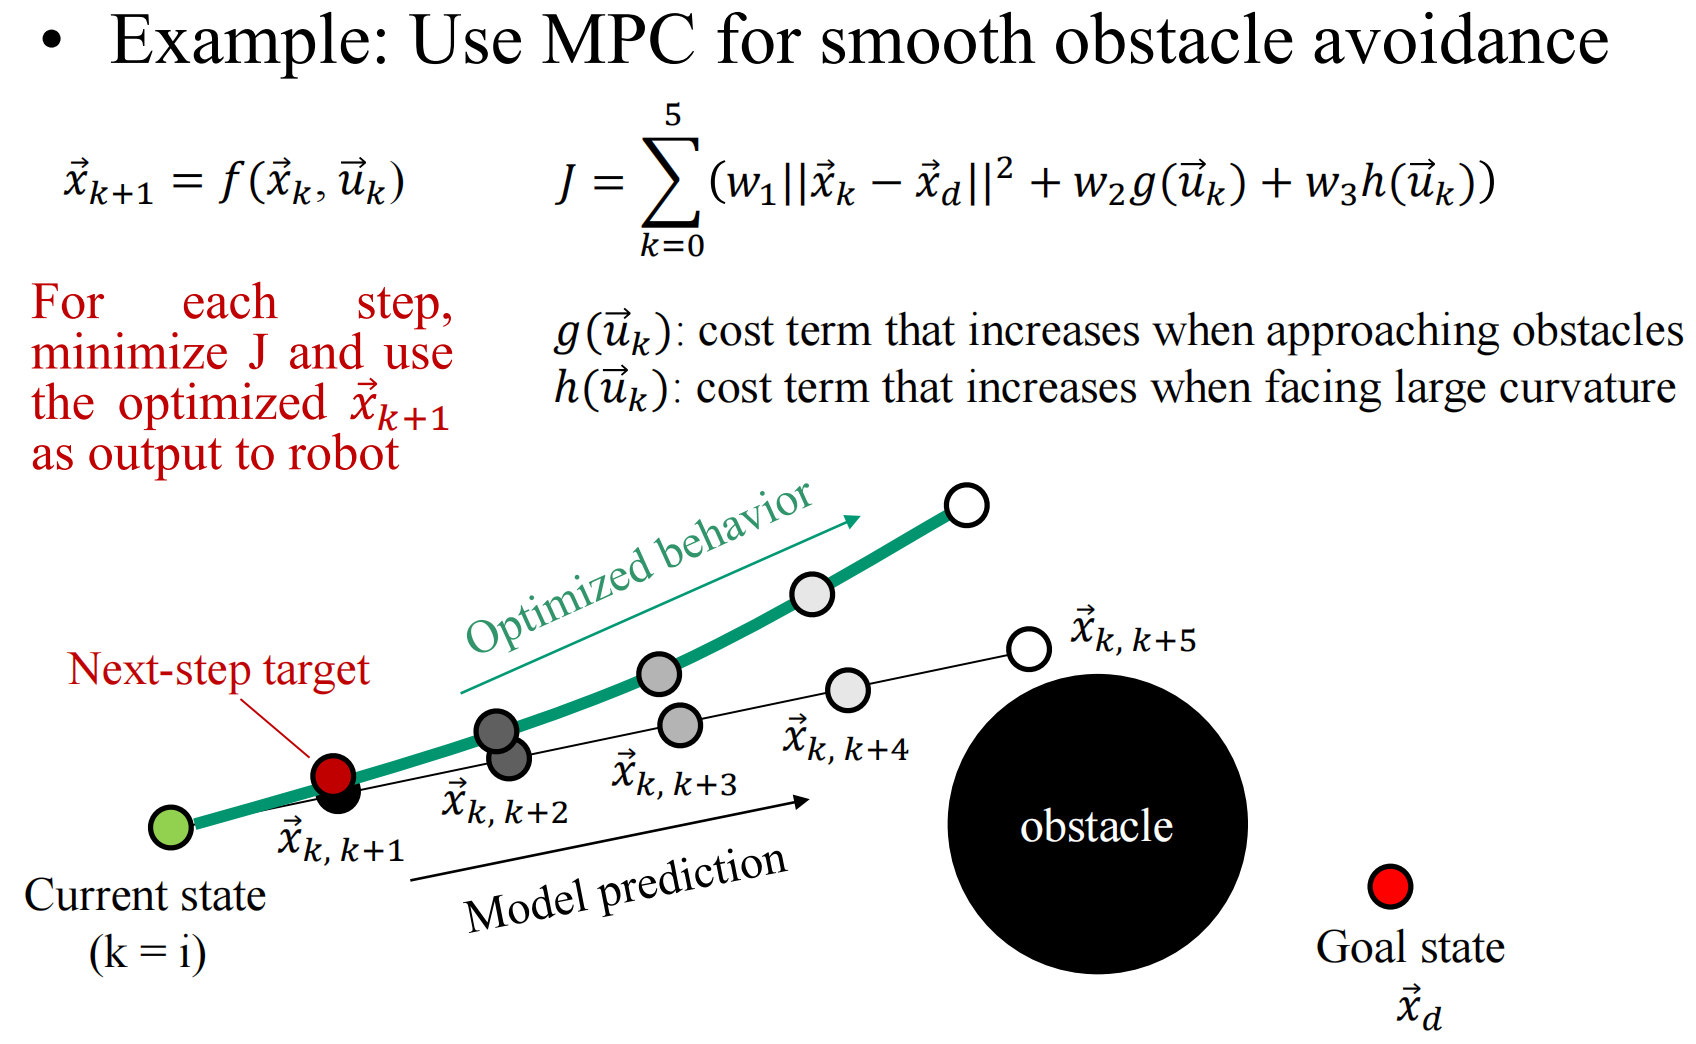 • Example: Use MPC for smooth obstacle avoidance
$\vec{x}_{k+1} = f(\vec{x}_k, \vec{u}_k)$
$J = \sum_{k=0}^{5} (w_1||\vec{x}_k - \vec{x}_d||^2 + w_2 g(\vec{u}_k) + w_3 h(\vec{u}_k))$
For each step,
minimize J and use
the optimized $\vec{x}_{k+1}$
as output to robot
$g(\vec{u}_k)$: cost term that increases when approaching obstacles
$h(\vec{u}_k)$: cost term that increases when facing large curvature
Optimized behavior
Next-step target
$\vec{x}_{k,k+5}$
$\vec{x}_{k,k+4}$
$\vec{x}_{k,k+3}$
$\vec{x}_{k,k+2}$
$\vec{x}_{k,k+1}$
Model prediction
obstacle
Current state
(k = i)
Goal state
$\vec{x}_d$